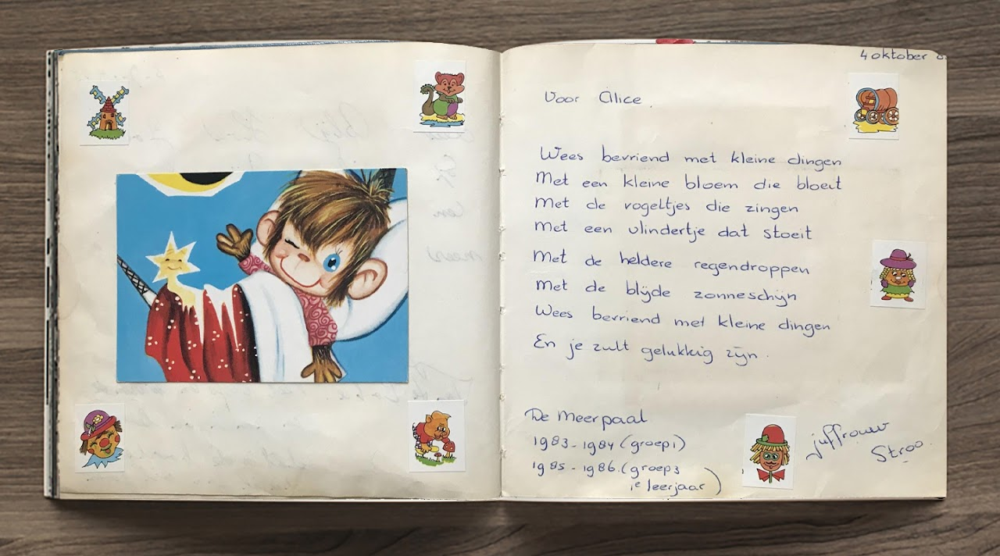 4 oktober
Voor Alice.
Wees bevriend met kleine dingen
Met een kleine bloem die bloeit
Met de vogeltjes die zingen
Met een vlindertje dat stoeit
Met de heldere regendroppen
Met de blijde zonneschijn
Wees bevriend met kleine dingen
En je zult gelukkig zijn.
De Meerpaal
1983-1984 (groep 1)
1985-1986. (groep 3
1e leerjaar)
juffrouw
Stroo.